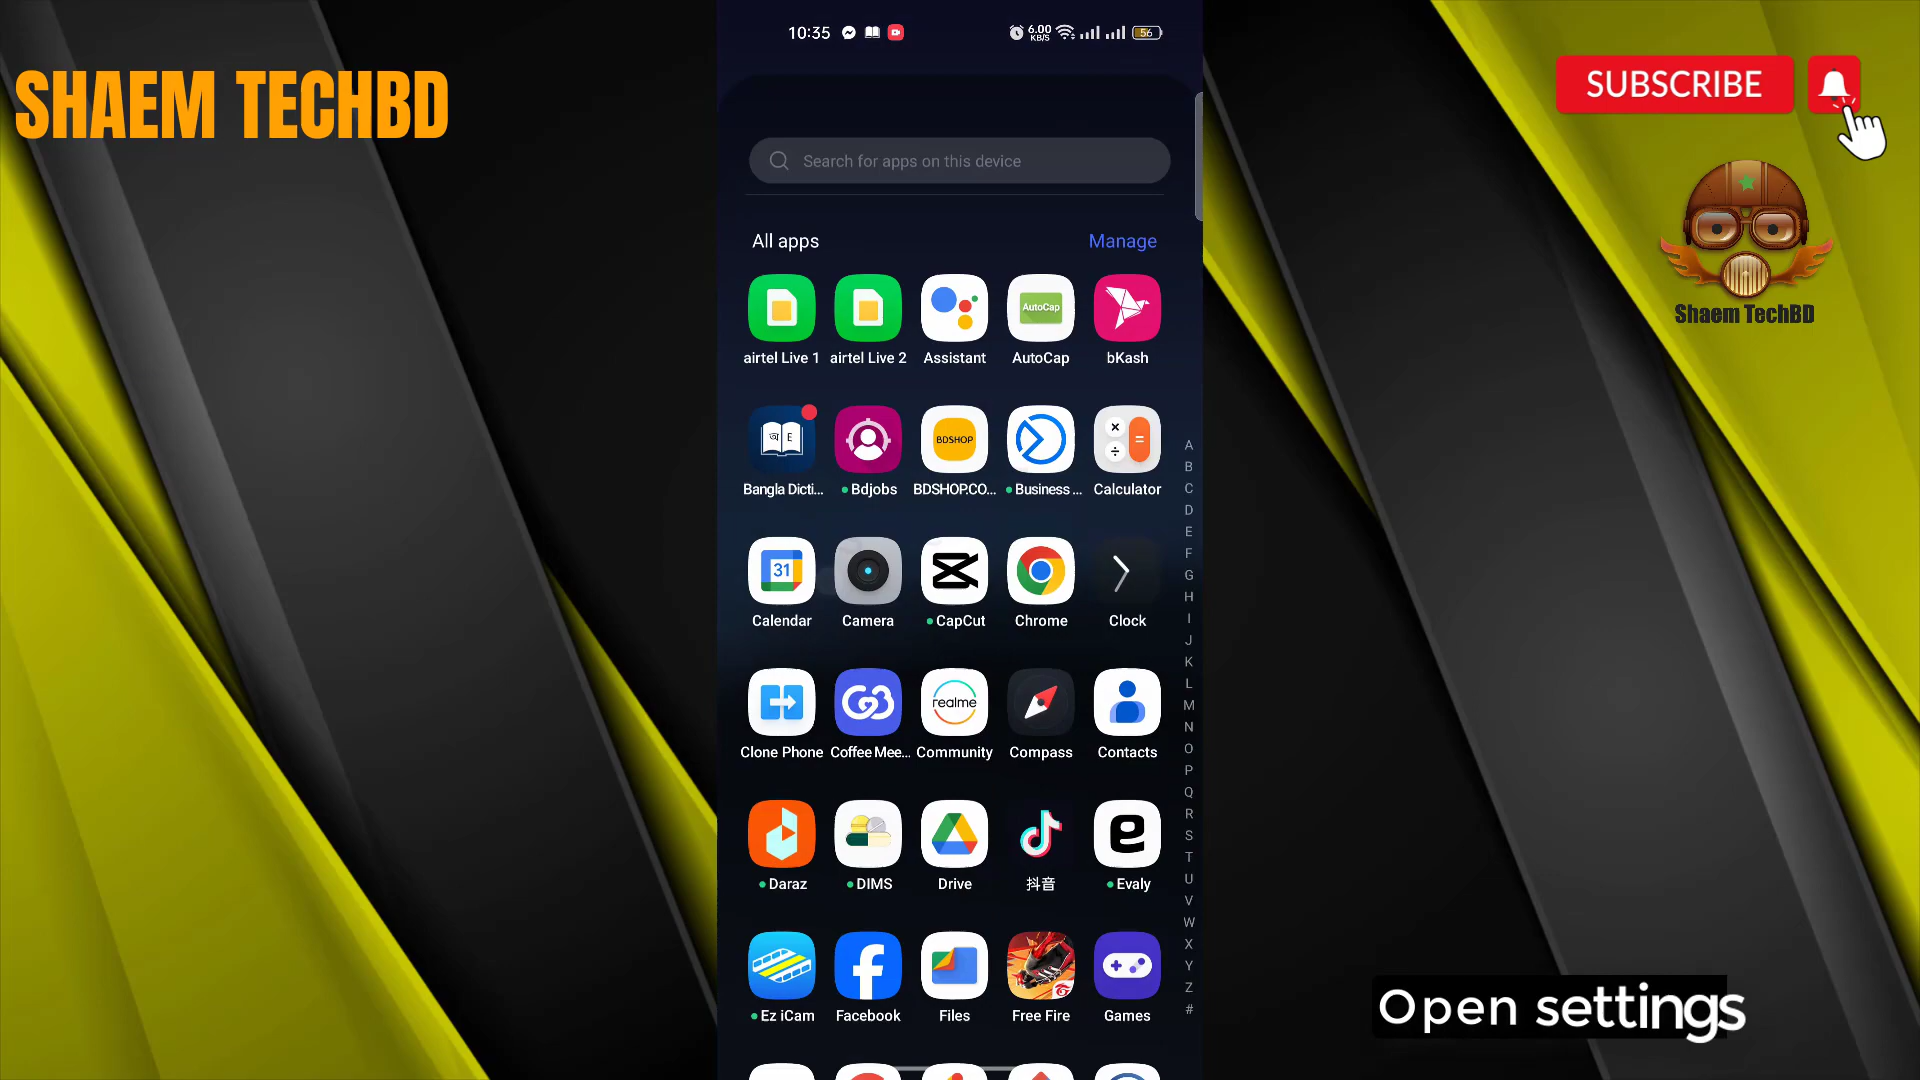 SHAEM TECHBD
10:35
6.00
KB/S
56
SUBSCRIBE
Shaem TechBD
Search for apps on this device
All apps
Manage
AutoCap
airtel Live 1
airtel Live 2
Assistant
AutoCap
bKash
অ E
BDSHOP
Bangla Dicti...
Bdjobs
BDSHOP.CO...
Business ...
Calculator
31
Calendar
Camera
CapCut
Chrome
Clock
realme
Clone Phone
Coffee Mee...
Community
Compass
Contacts
Daraz
DIMS
Drive
抖音
Evaly
Ez iCam
Facebook
Files
Free Fire
Games
A
B
C
D
E
F
G
H
I
J
K
L
M
N
O
P
Q
R
S
T
U
V
W
X
Y
Z
#
Open settings